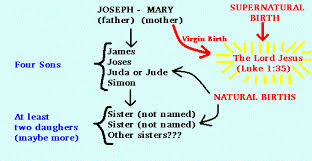 JOSEPH - MARY
(father) (mother)
SUPERNATURAL
BIRTH
Virgin Birth
The Lord Jesus
(Luke 1:35)
Four Sons
James
Joses
Juda or Jude
Simon
NATURAL BIRTHS
At least
two daughers
(maybe more)
Sister (not named)
Sister (not named)
Other sisters???